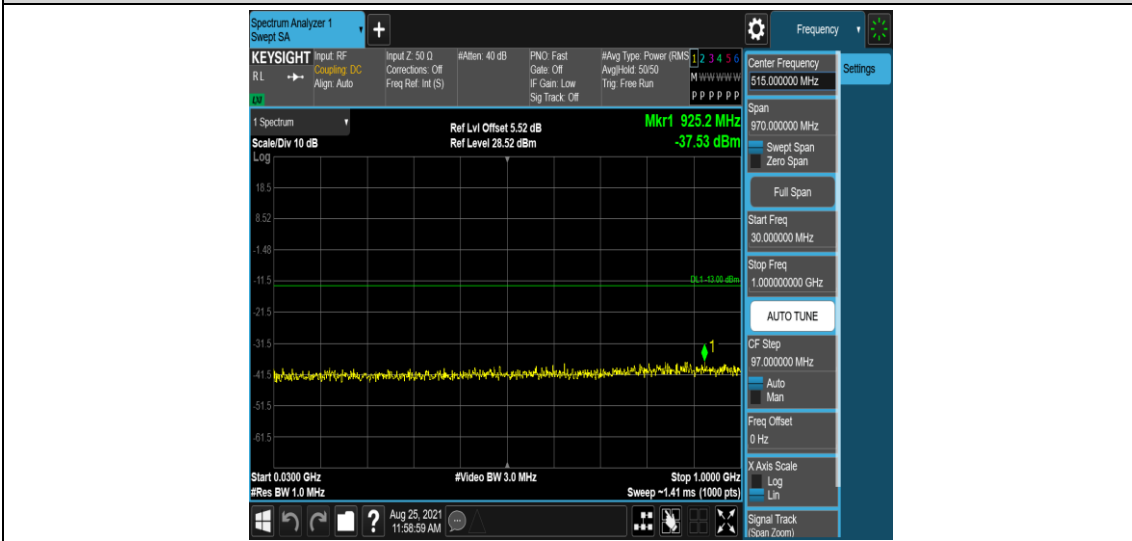 Spectrum Analyzer 1
Swept SA
+
Frequency
KEYSIGHT
Input: RF
Coupling: DC
Align: Auto
Input Z: 50 Ω
Corrections: Off
Freq Ref: Int (S)
#Atten: 40 dB
PNO: Fast
Gate: Off
IF Gain: Low
Sig Track: Off
#Avg Type: Power (RMS
Avg|Hold: 50/50
Trig: Free Run
1 2 3 4 5 6
M W W W W W
P P P P P P
R L
LXI
1 Spectrum
Scale/Div 10 dB
Ref Lvl Offset 5.52 dB
Ref Level 28.52 dBm
Mkr1 925.2 MHz
-37.53 dBm
Log
18.5
8.52
-1.48
-11.5
DL1 -13.00 dBm
-21.5
-31.5
1
-41.5
-51.5
-61.5
Start 0.0300 GHz
#Res BW 1.0 MHz
#Video BW 3.0 MHz
Stop 1.0000 GHz
Sweep ~1.41 ms (1000 pts)
?
Aug 25, 2021
11:58:59 AM
Center Frequency
515.000000 MHz
Settings
Span
970.000000 MHz
Swept Span
Zero Span
Full Span
Start Freq
30.000000 MHz
Stop Freq
1.000000000 GHz
AUTO TUNE
CF Step
97.000000 MHz
Auto
Man
Freq Offset
0 Hz
X Axis Scale
Log
Lin
Signal Track
(Span Zoom)